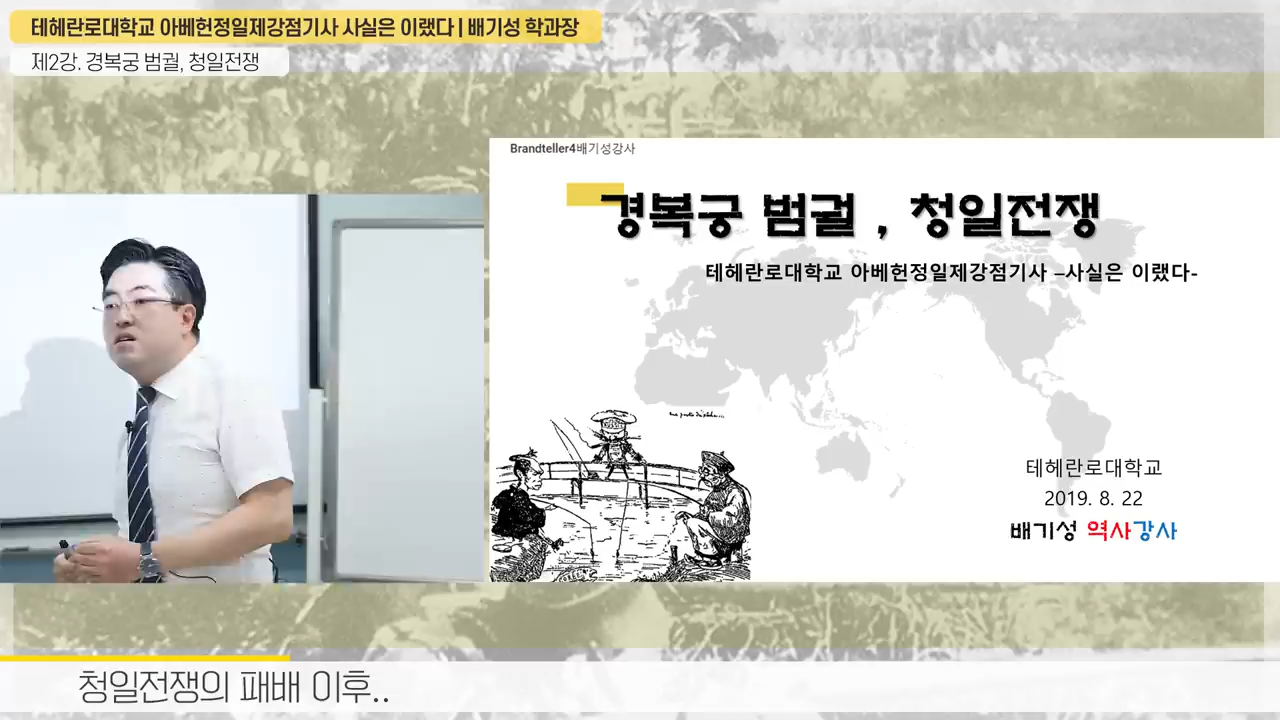 테헤란로대학교 아베헌정일제강점기사 사실은 이랬다 | 배기성 학과장
제2강. 경복궁 범궐, 청일전쟁
Brandteller4배기성강사
경복궁 범궐 , 청일전쟁
테헤란로대학교 아베헌정일제강점기사 –사실은 이랬다-
테헤란로대학교
2019. 8. 22
배기성 역사강사
청일전쟁의 패배 이후..